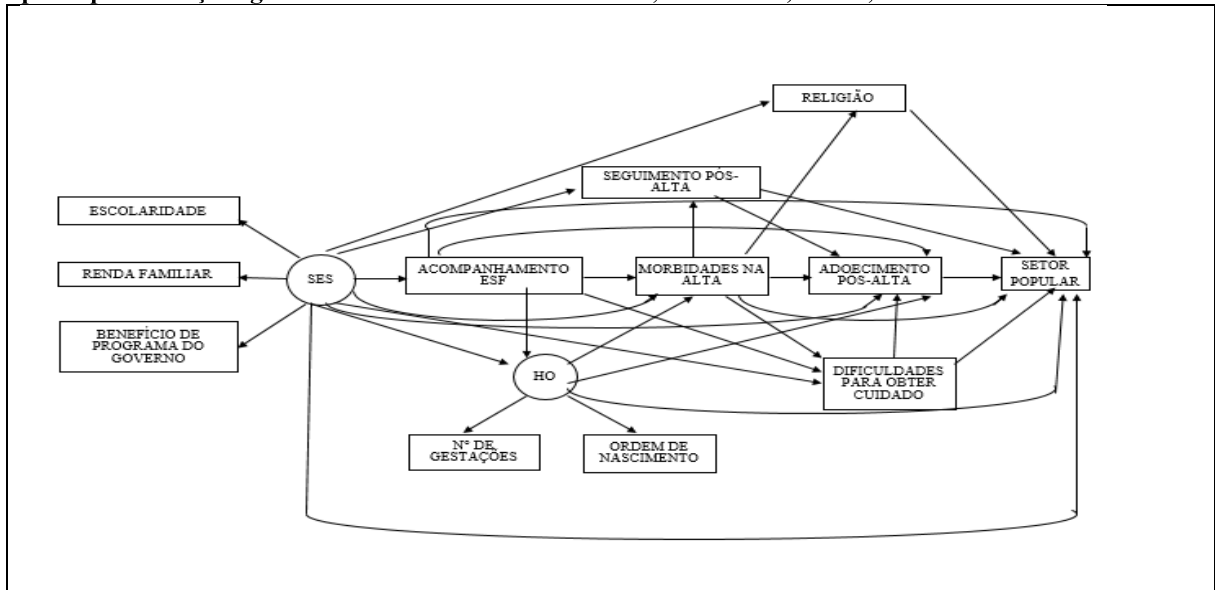 RELIGIÃO
SEGUIMENTO PÓS-
ALTA
ESCOLARIDADE
RENDA FAMILIAR
BENEFÍCIO DE
PROGRAMA DO
GOVERNO
SES
ACOMPANHAMENTO
ESF
MORBIDADES NA
ALTA
ADOECIMENTO
PÓS-ALTA
SETOR
POPULAR
HO
DIFICULDADES
PARA OBTER
CUIDADO
Nº DE
GESTAÇÕES
ORDEM DE
NASCIMENTO